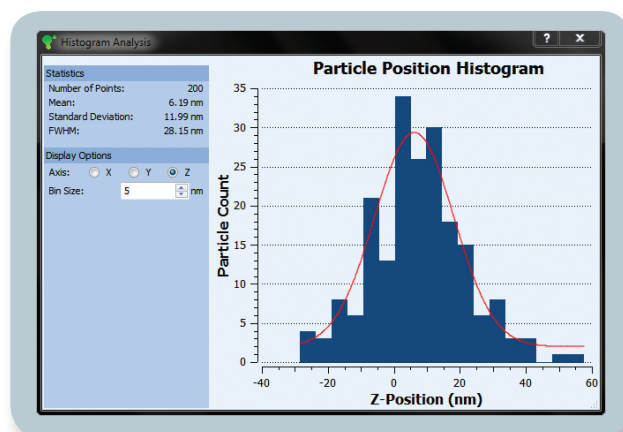 Histogram Analysis
? X
Statistics
Number of Points: 200
Mean: 6.19 nm
Standard Deviation: 11.99 nm
FWHM: 28.15 nm
Display Options
Axis: X Y Z
Bin Size: 5 nm
Particle Position Histogram
Particle Count
35
30
25
20
15
10
5
0
-40 -20 0 20 40 60
Z-Position (nm)